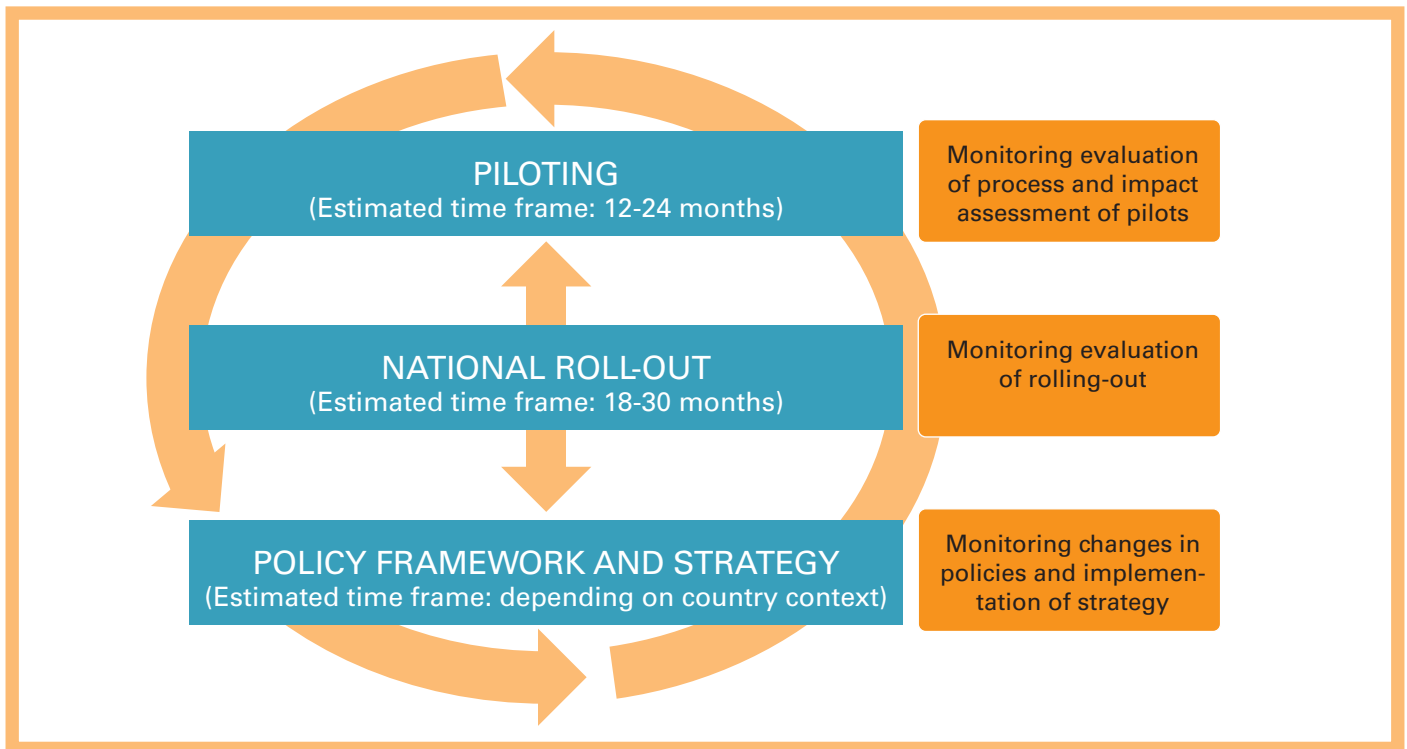 PILOTING
(Estimated time frame: 12-24 months)
Monitoring evaluation
of process and impact
assessment of pilots
NATIONAL ROLL-OUT
(Estimated time frame: 18-30 months)
Monitoring evaluation
of rolling-out
POLICY FRAMEWORK AND STRATEGY
(Estimated time frame: depending on country context)
Monitoring changes in
policies and implemen-
tation of strategy